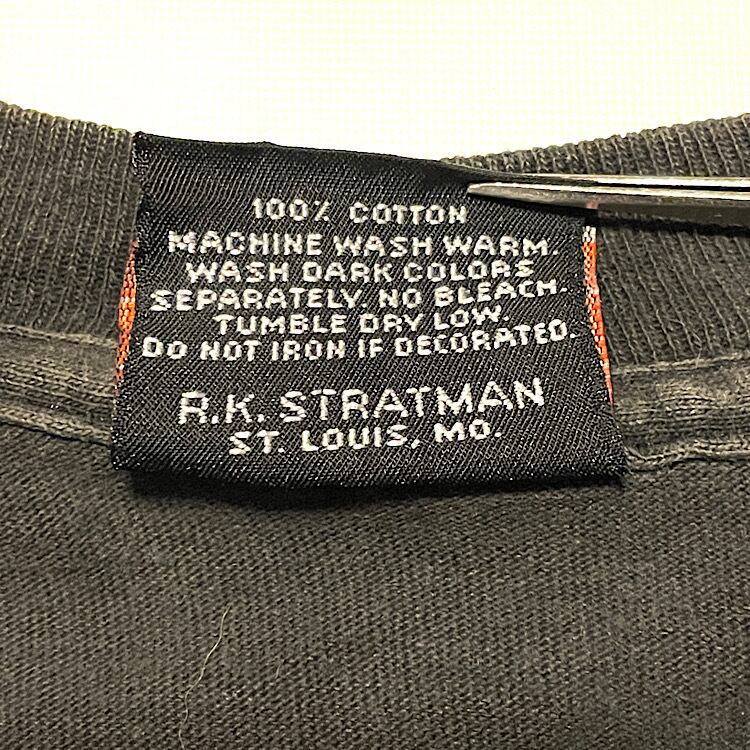 100% COTTON
MACHINE WASH WARM.
WASH DARK COLORS
SEPARATELY. NO BLEACH.
TUMBLE DRY LOW.
DO NOT IRON IF DECORATED.
R.K. STRATMAN
ST. LOUIS, MO.